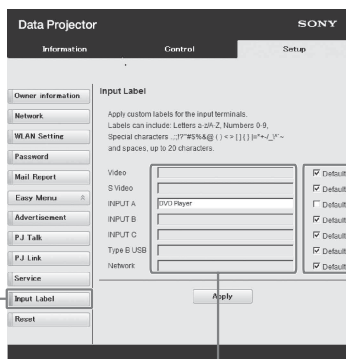 Data Projector SONY
Information Control Setup
Owner information
Network
WLAN Setting
Password
Mail Report
Easy Menu
Advertisement
PJ Talk
PJ Link
Service
Input Label
Reset
Input Label
Apply custom labels for the input terminals.
Labels can include: Letters a-z/A-Z, Numbers 0-9,
Special characters .,:;!?"#$%&@ ( ) < > [ ] { } |=*+-/_\^`~
and spaces, up to 20 characters.
Video Default
S Video Default
INPUT A DVD Player Default
INPUT B Default
INPUT C Default
Type B USB Default
Network Default
Apply